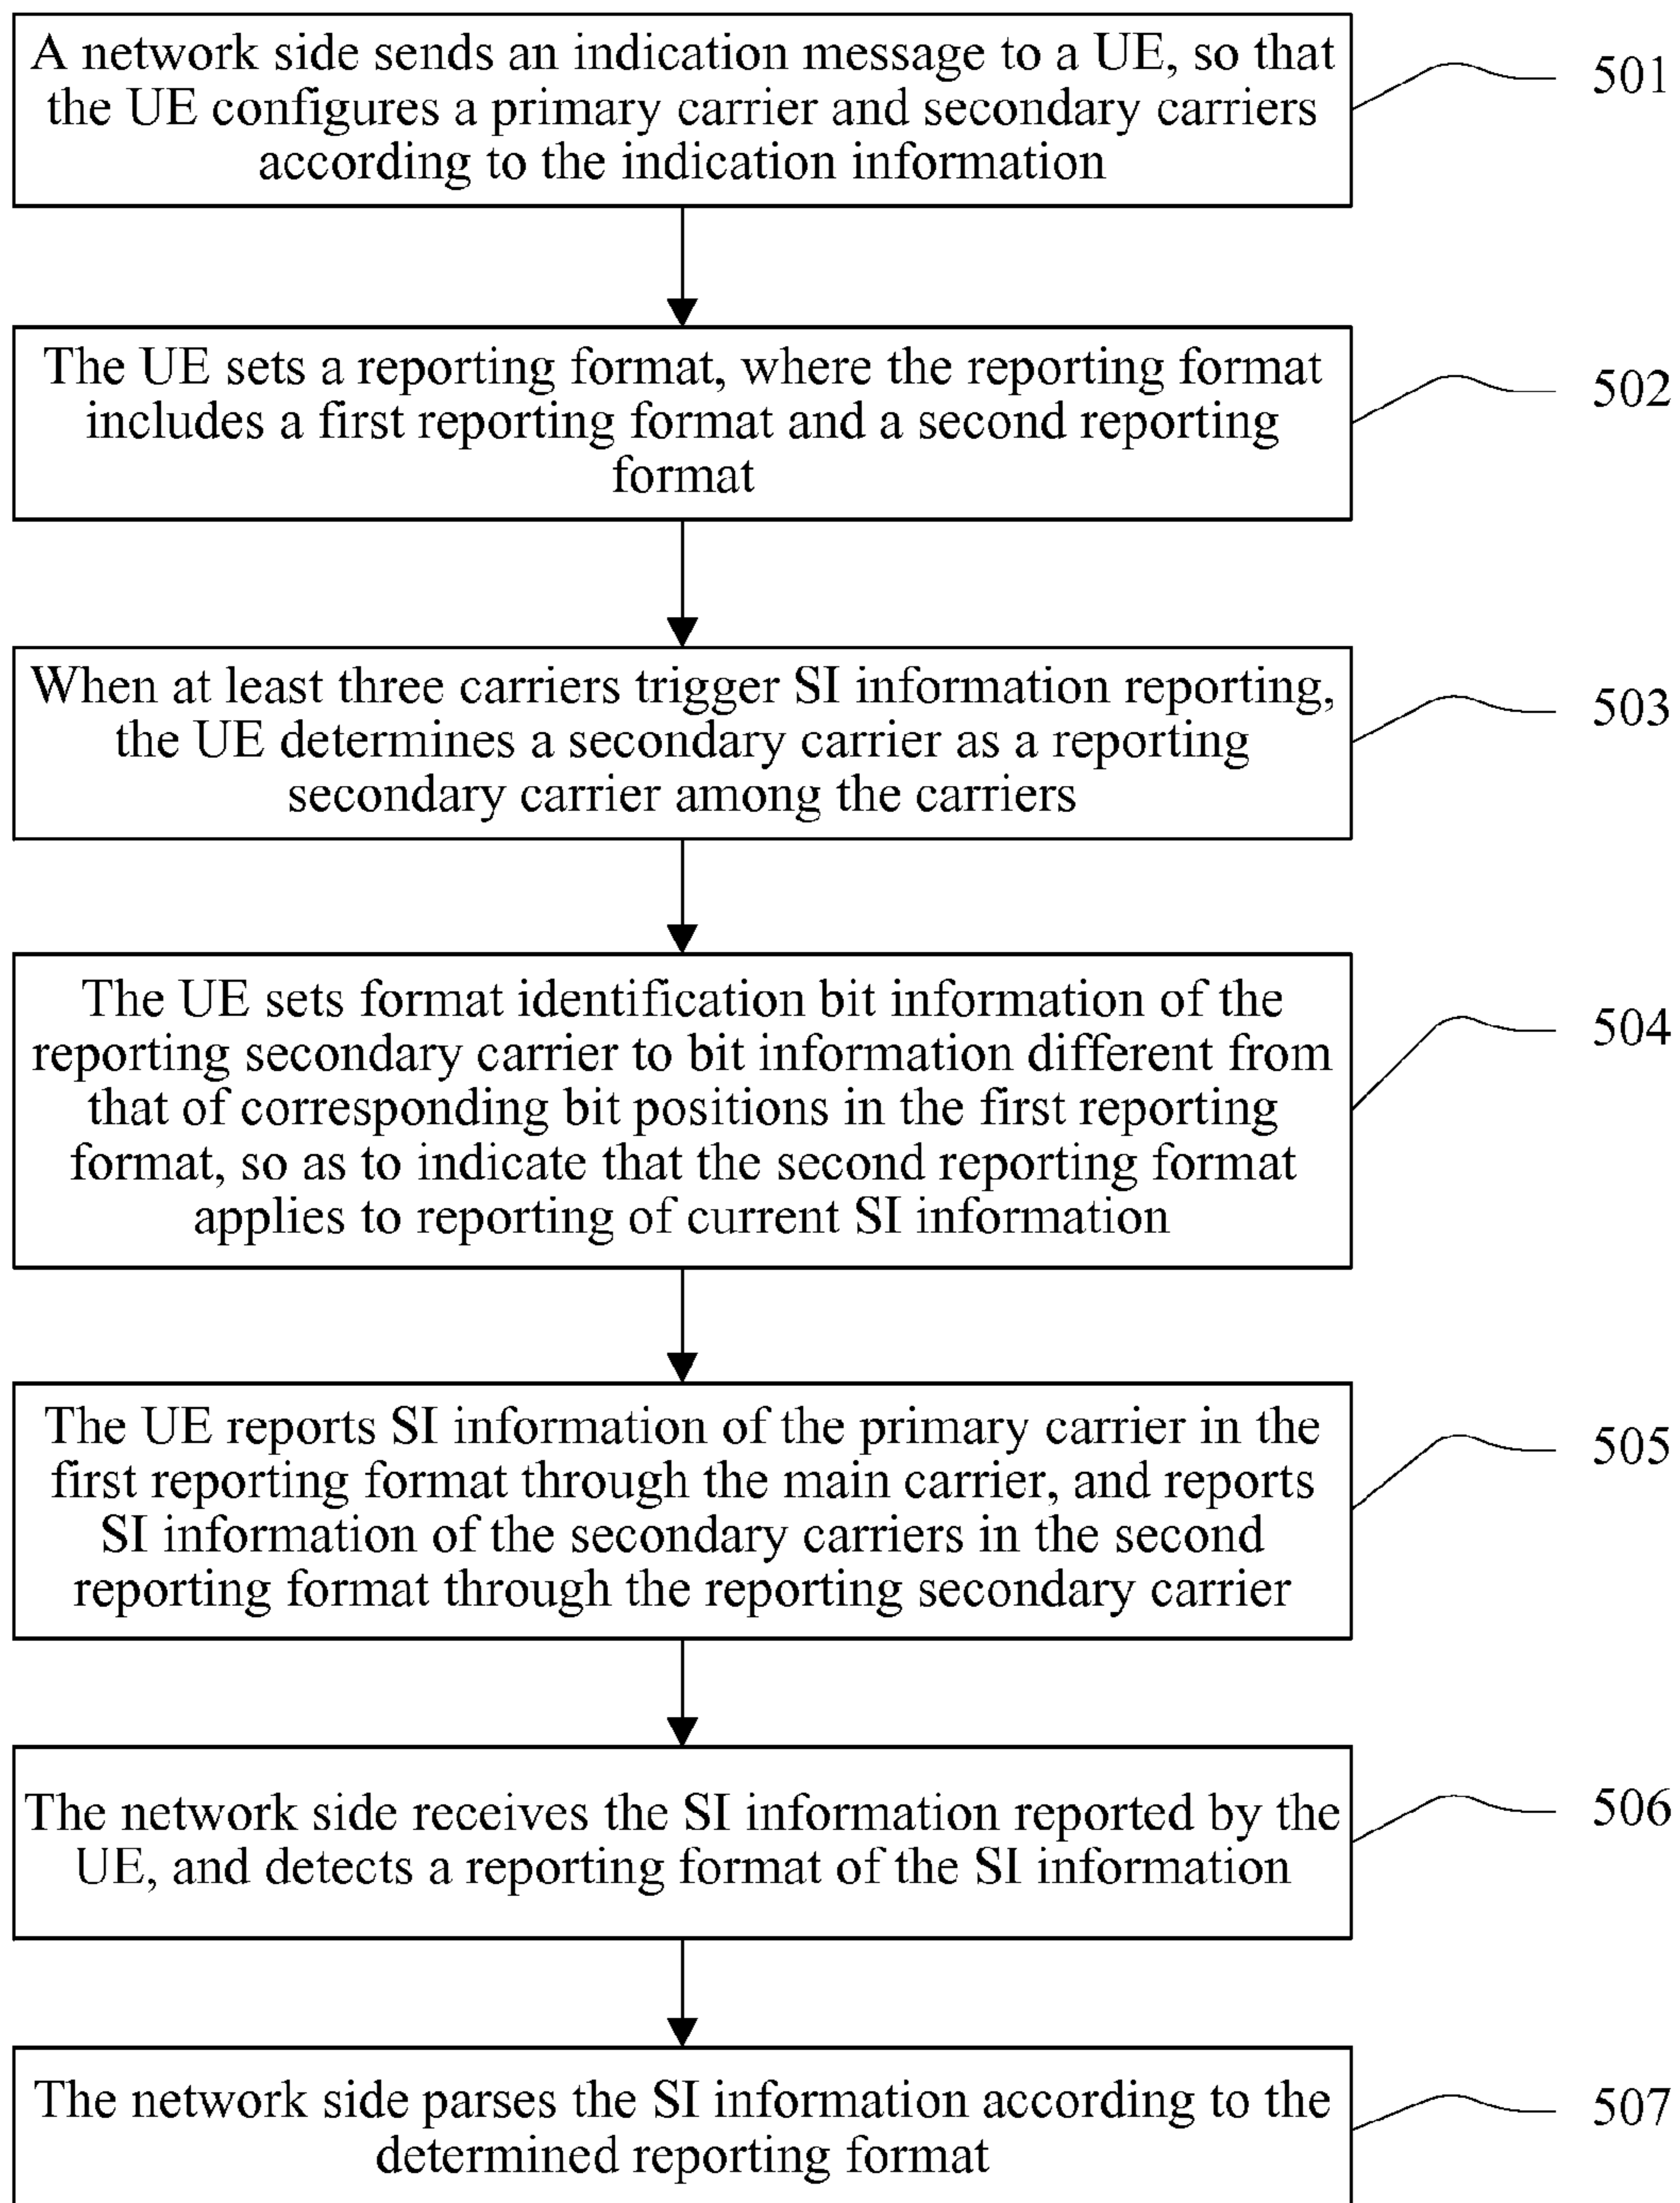 A network side sends an indication message to a UE, so that
the UE configures a primary carrier and secondary carriers
according to the indication information
501
The UE sets a reporting format, where the reporting format
includes a first reporting format and a second reporting
format
502
When at least three carriers trigger SI information reporting,
the UE determines a secondary carrier as a reporting
secondary carrier among the carriers
503
The UE sets format identification bit information of the
reporting secondary carrier to bit information different from
that of corresponding bit positions in the first reporting
format, so as to indicate that the second reporting format
applies to reporting of current SI information
504
The UE reports SI information of the primary carrier in the
first reporting format through the main carrier, and reports
SI information of the secondary carriers in the second
reporting format through the reporting secondary carrier
505
The network side receives the SI information reported by the
UE, and detects a reporting format of the SI information
506
The network side parses the SI information according to the
determined reporting format
507